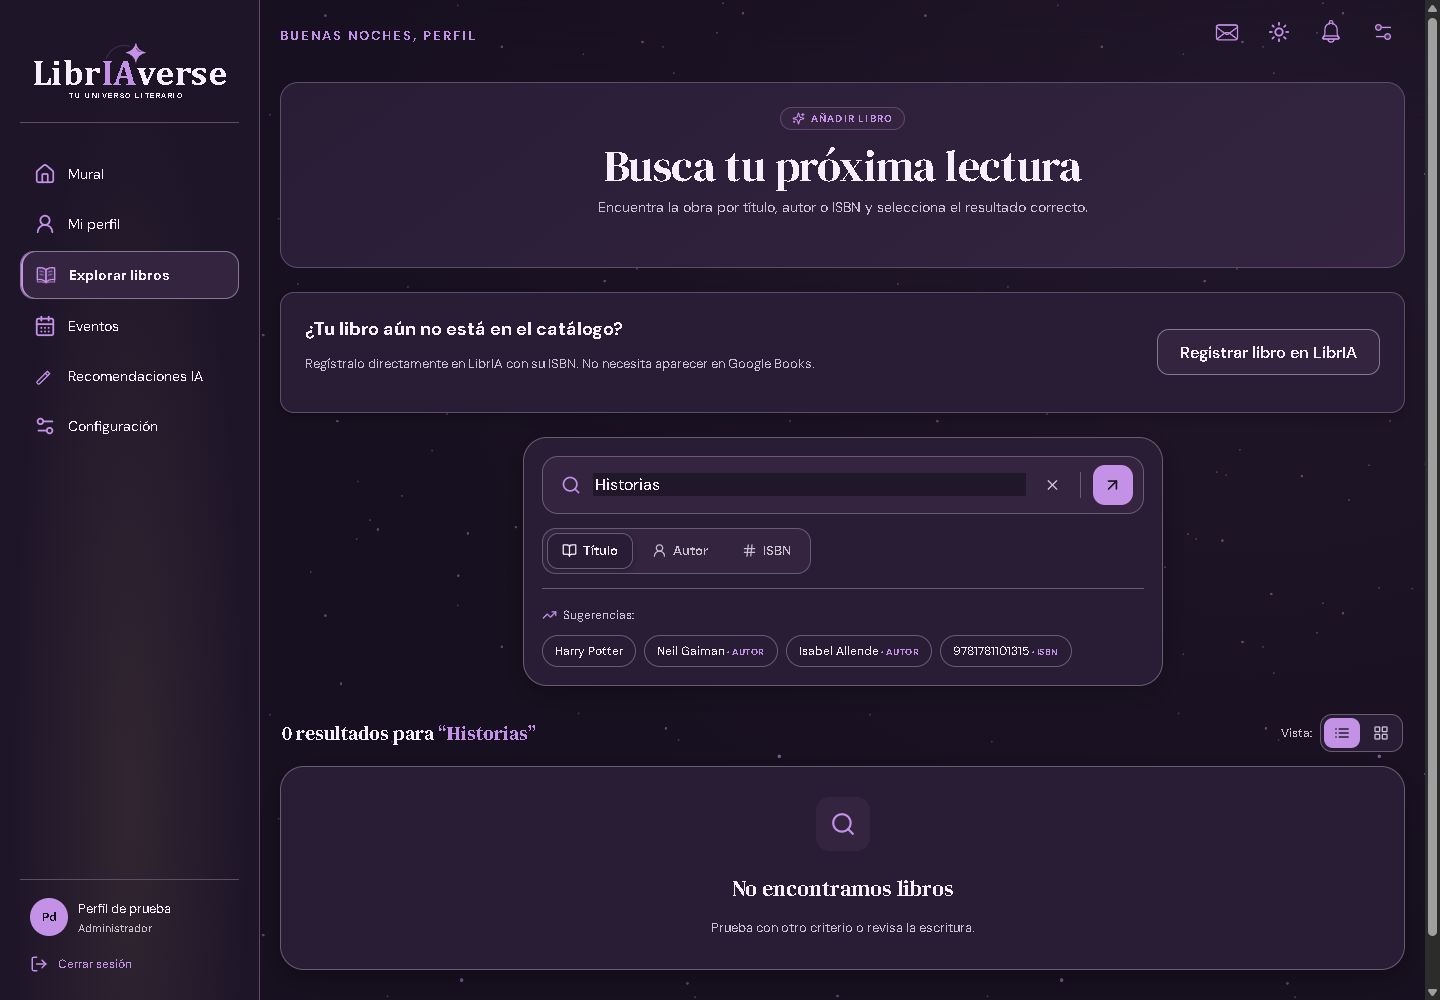 LibrIAverse
TU UNIVERSO LITERARIO
Mural
Mi perfil
Explorar libros
Eventos
Recomendaciones IA
Configuración
Pd
Perfil de prueba
Administrador
Cerrar sesión
BUENAS NOCHES, PERFIL
AÑADIR LIBRO
Busca tu próxima lectura
Encuentra la obra por título, autor o ISBN y selecciona el resultado correcto.
¿Tu libro aún no está en el catálogo?
Regístralo directamente en LibrIA con su ISBN. No necesita aparecer en Google Books.
Registrar libro en LibrIA
Historias
Título Autor ISBN
Sugerencias:
Harry Potter Neil Gaiman · AUTOR Isabel Allende · AUTOR 9781781101315 · ISBN
0 resultados para “Historias”
Vista:
No encontramos libros
Prueba con otro criterio o revisa la escritura.